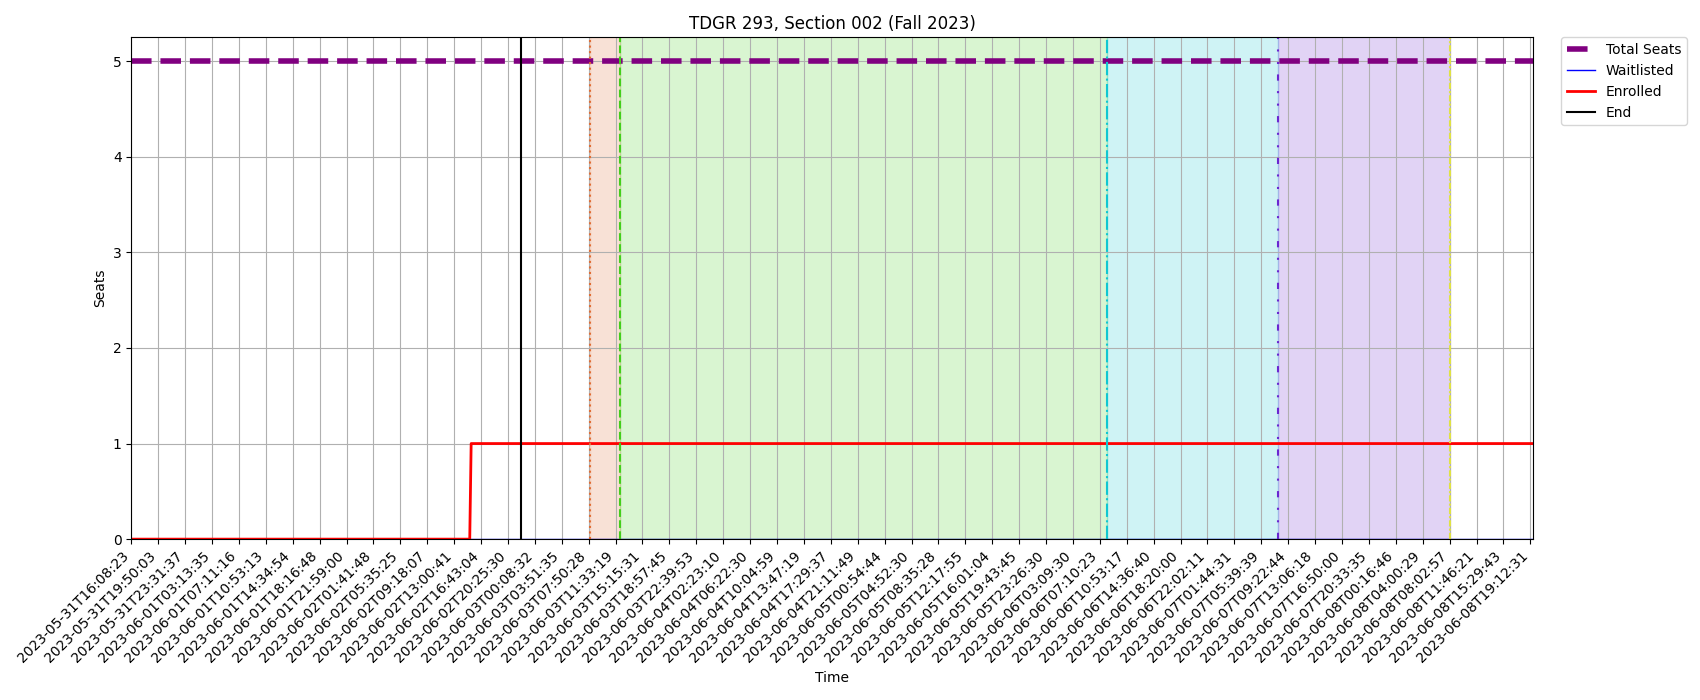 TDGR 293, Section 002 (Fall 2023)
Total Seats
Waitlisted
Enrolled
End
5
4
3
2
1
0
Seats
2023-05-31T16:08:23
2023-05-31T19:50:03
2023-05-31T23:31:37
2023-06-01T03:13:35
2023-06-01T07:11:16
2023-06-01T10:53:13
2023-06-01T14:34:54
2023-06-01T18:16:48
2023-06-01T21:59:00
2023-06-02T01:41:48
2023-06-02T05:35:25
2023-06-02T09:18:07
2023-06-02T13:00:41
2023-06-02T16:43:04
2023-06-02T20:25:30
2023-06-03T00:08:32
2023-06-03T03:51:35
2023-06-03T07:50:28
2023-06-03T11:33:19
2023-06-03T15:15:31
2023-06-03T18:57:45
2023-06-03T22:39:53
2023-06-04T02:23:10
2023-06-04T06:22:30
2023-06-04T10:04:59
2023-06-04T13:47:19
2023-06-04T17:29:37
2023-06-04T21:11:49
2023-06-05T00:54:44
2023-06-05T04:52:30
2023-06-05T08:35:28
2023-06-05T12:17:55
2023-06-05T16:01:04
2023-06-05T19:43:45
2023-06-05T23:26:30
2023-06-06T03:09:30
2023-06-06T07:10:23
2023-06-06T10:53:17
2023-06-06T14:36:40
2023-06-06T18:20:00
2023-06-06T22:02:11
2023-06-07T01:44:31
2023-06-07T05:39:39
2023-06-07T09:22:44
2023-06-07T13:06:18
2023-06-07T16:50:00
2023-06-07T20:33:35
2023-06-08T00:16:46
2023-06-08T04:00:29
2023-06-08T08:02:57
2023-06-08T11:46:21
2023-06-08T15:29:43
2023-06-08T19:12:31
Time